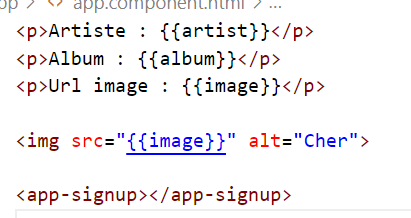 app.component.html > ...
<p>Artiste : {{artist}}</p>
<p>Album : {{album}}</p>
<p>Url image : {{image}}</p>
<img src="{{image}}" alt="Cher">
<app-signup></app-signup>